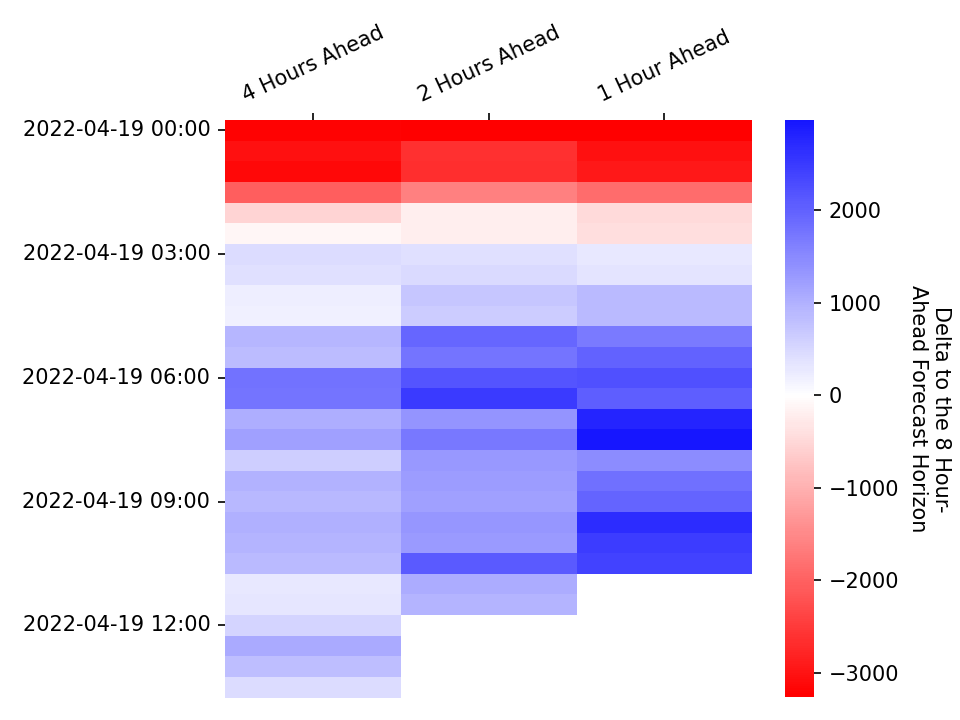 4 Hours Ahead
2 Hours Ahead
1 Hour Ahead
2022-04-19 00:00
2022-04-19 03:00
2022-04-19 06:00
2022-04-19 09:00
2022-04-19 12:00
2000
1000
0
−1000
−2000
−3000
Delta to the 8 Hour-
Ahead Forecast Horizon